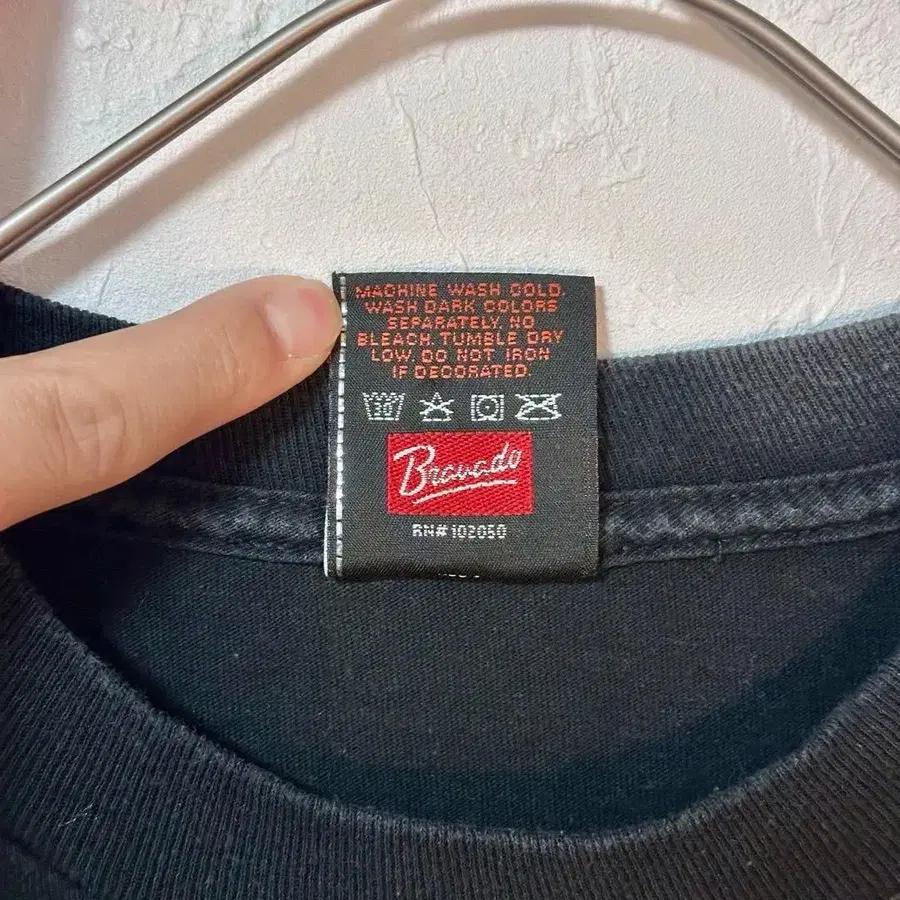 MACHINE WASH COLD.
WASH DARK COLORS
SEPARATELY. NO
BLEACH. TUMBLE DRY
LOW. DO NOT IRON
IF DECORATED.
30
Bravado
RN# 102050